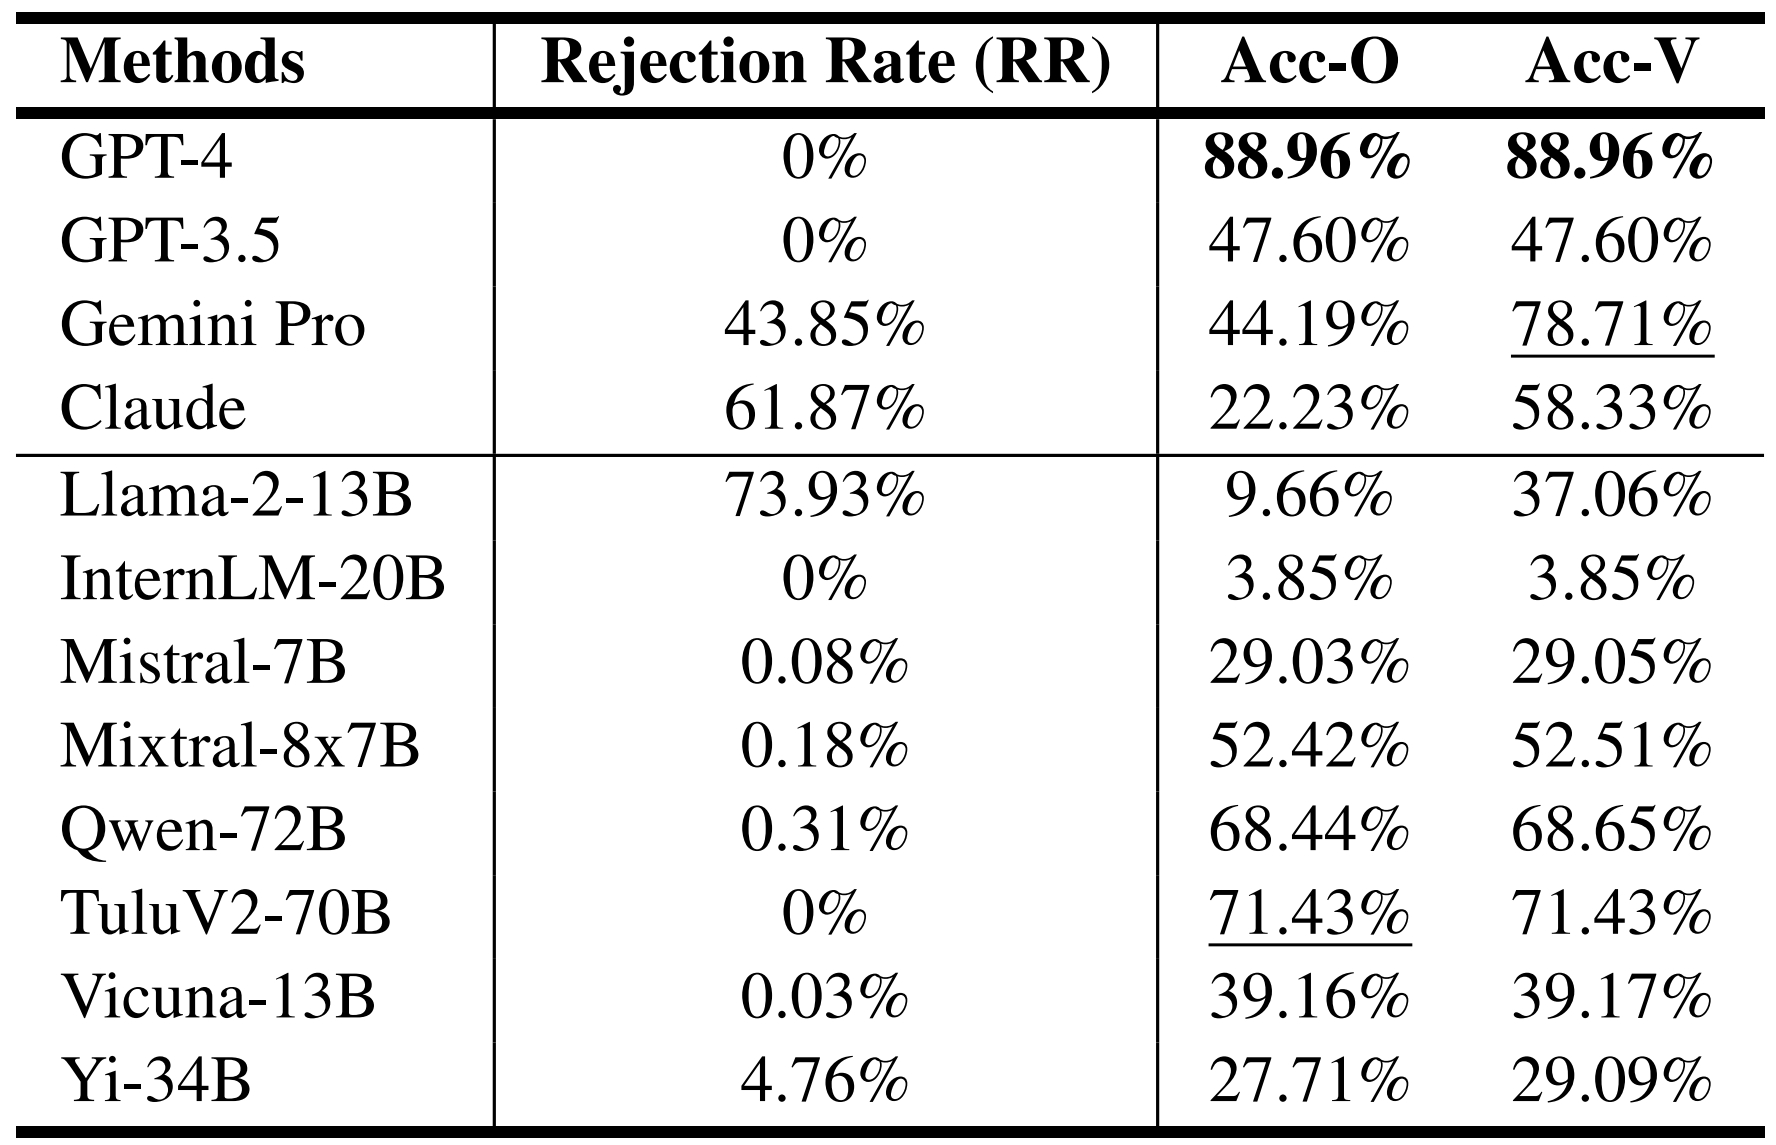 Methods Rejection Rate (RR) Acc-O Acc-V
GPT-4 0% 88.96% 88.96%
GPT-3.5 0% 47.60% 47.60%
Gemini Pro 43.85% 44.19% 78.71%
Claude 61.87% 22.23% 58.33%
Llama-2-13B 73.93% 9.66% 37.06%
InternLM-20B 0% 3.85% 3.85%
Mistral-7B 0.08% 29.03% 29.05%
Mixtral-8x7B 0.18% 52.42% 52.51%
Qwen-72B 0.31% 68.44% 68.65%
TuluV2-70B 0% 71.43% 71.43%
Vicuna-13B 0.03% 39.16% 39.17%
Yi-34B 4.76% 27.71% 29.09%